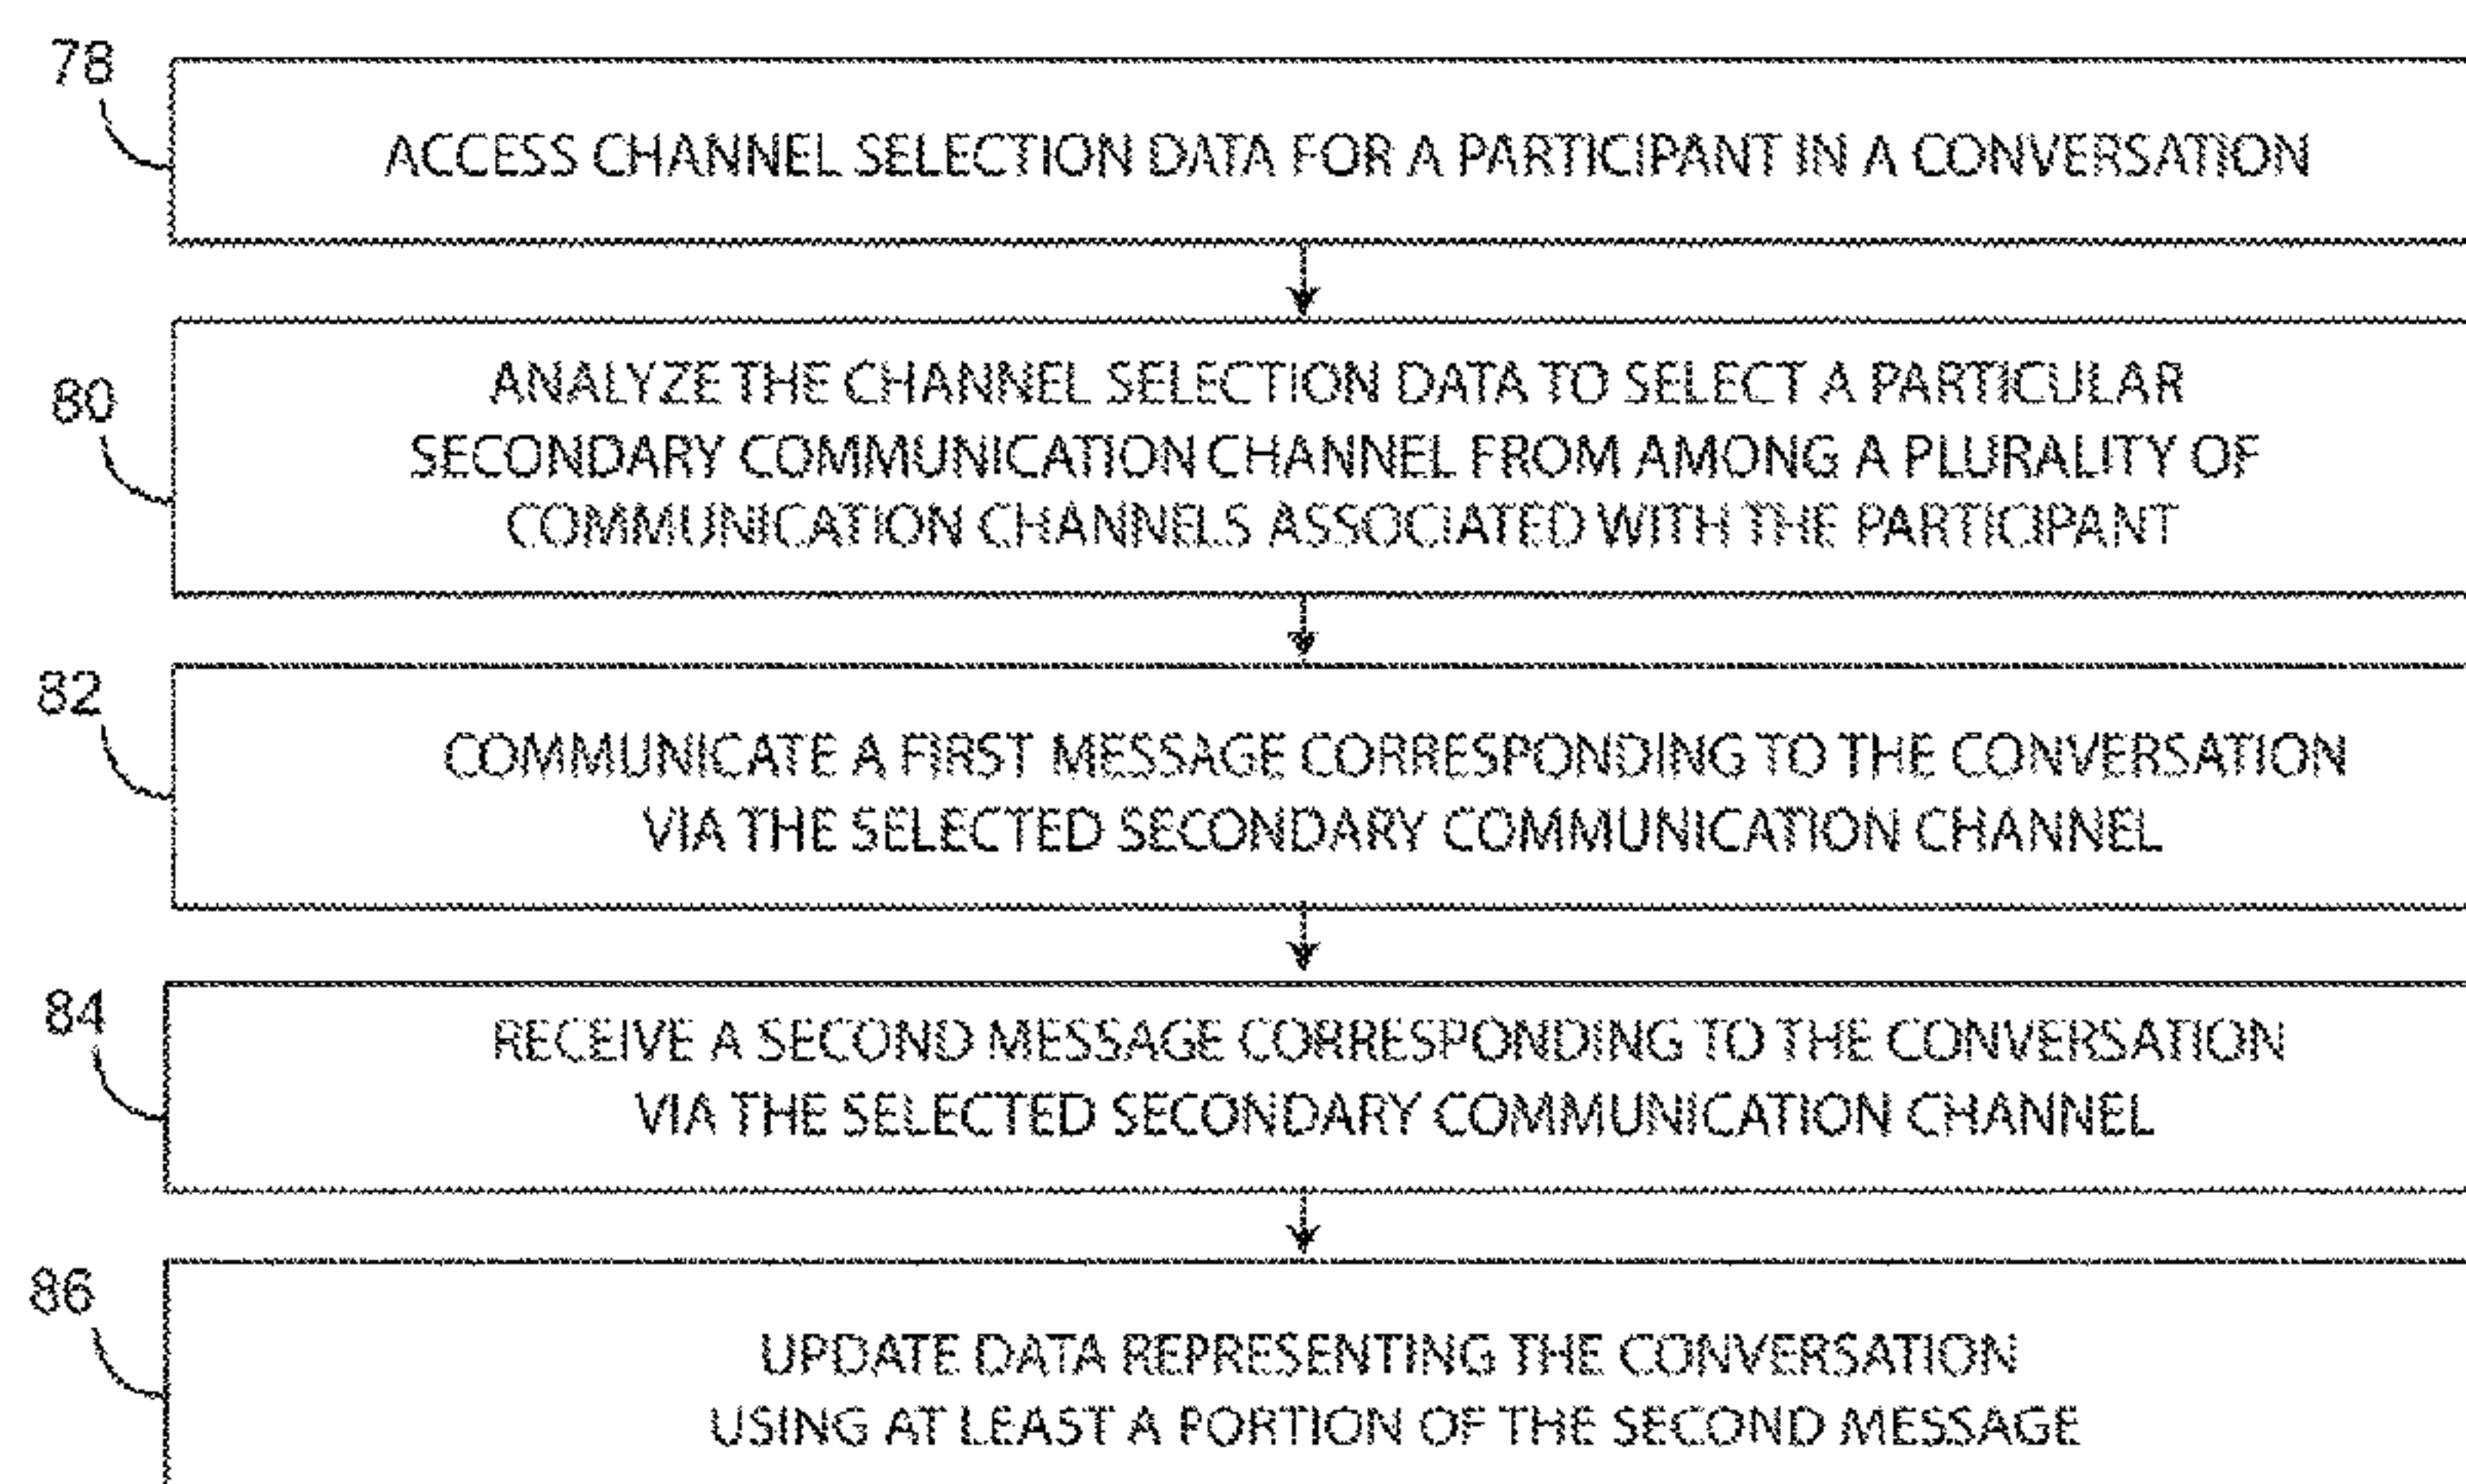 78
ACCESS CHANNEL SELECTION DATA FOR A PARTICIPANT IN A CONVERSATION
80
ANALYZE THE CHANNEL SELECTION DATA TO SELECT A PARTICULAR
SECONDARY COMMUNICATION CHANNEL FROM AMONG A PLURALITY OF
COMMUNICATION CHANNELS ASSOCIATED WITH THE PARTICIPANT
82
COMMUNICATE A FIRST MESSAGE CORRESPONDING TO THE CONVERSATION
VIA THE SELECTED SECONDARY COMMUNICATION CHANNEL
84
RECEIVE A SECOND MESSAGE CORRESPONDING TO THE CONVERSATION
VIA THE SELECTED SECONDARY COMMUNICATION CHANNEL
86
UPDATE DATA REPRESENTING THE CONVERSATION
USING AT LEAST A PORTION OF THE SECOND MESSAGE